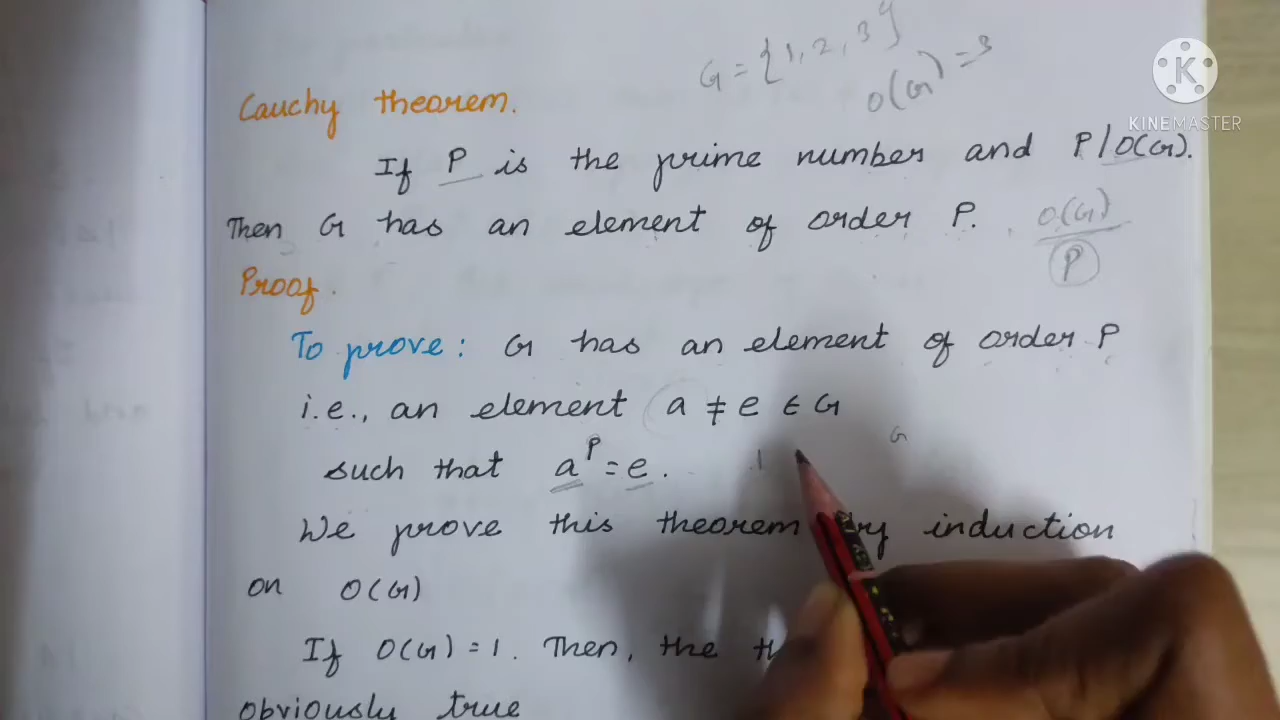 G = {1, 2, 3}
O(G) = 3
KINEMASTER
Cauchy theorem.
If P is the prime number and P/O(G).
Then G has an element of order P.
O(G)
P
Proof.
To prove: G has an element of order P
i.e., an element a ≠ e ∈ G
G
such that a^P = e.
We prove this theorem by induction
on O(G)
If O(G) = 1. Then, the
obviously true